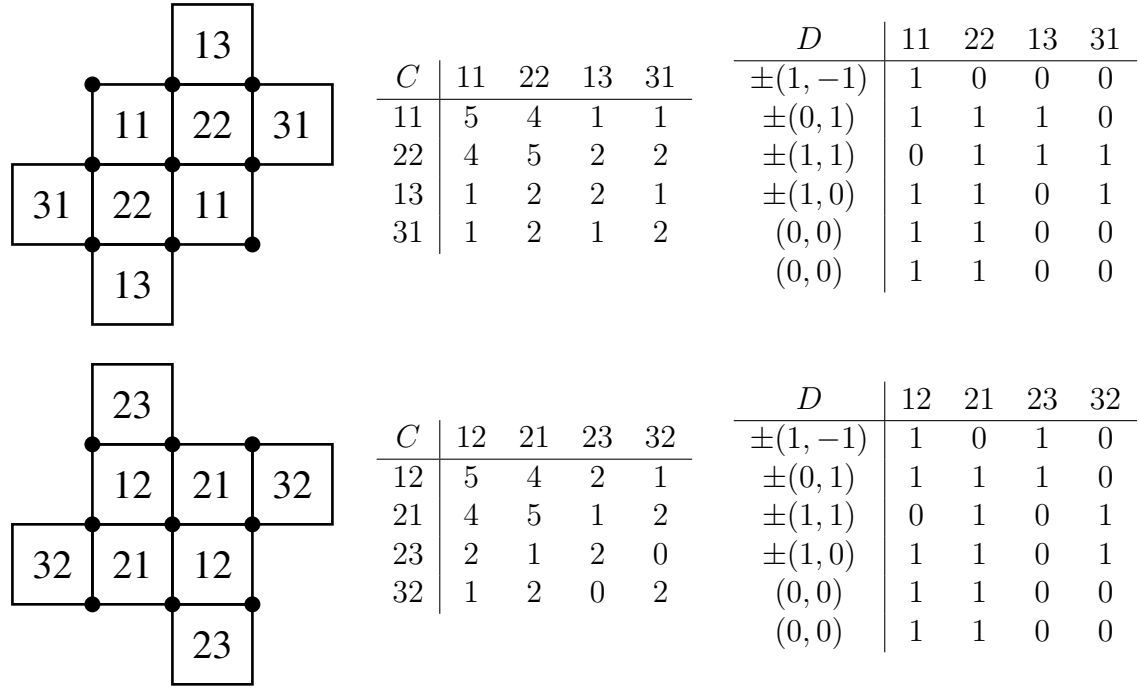 13
11 22 31
31 22 11
13
C 11 22 13 31
11 5 4 1 1
22 4 5 2 2
13 1 2 2 1
31 1 2 1 2
D 11 22 13 31
±(1, −1) 1 0 0 0
±(0, 1) 1 1 1 0
±(1, 1) 0 1 1 1
±(1, 0) 1 1 0 1
(0, 0) 1 1 0 0
(0, 0) 1 1 0 0
23
12 21 32
32 21 12
23
C 12 21 23 32
12 5 4 2 1
21 4 5 1 2
23 2 1 2 0
32 1 2 0 2
D 12 21 23 32
±(1, −1) 1 0 1 0
±(0, 1) 1 1 1 0
±(1, 1) 0 1 0 1
±(1, 0) 1 1 0 1
(0, 0) 1 1 0 0
(0, 0) 1 1 0 0